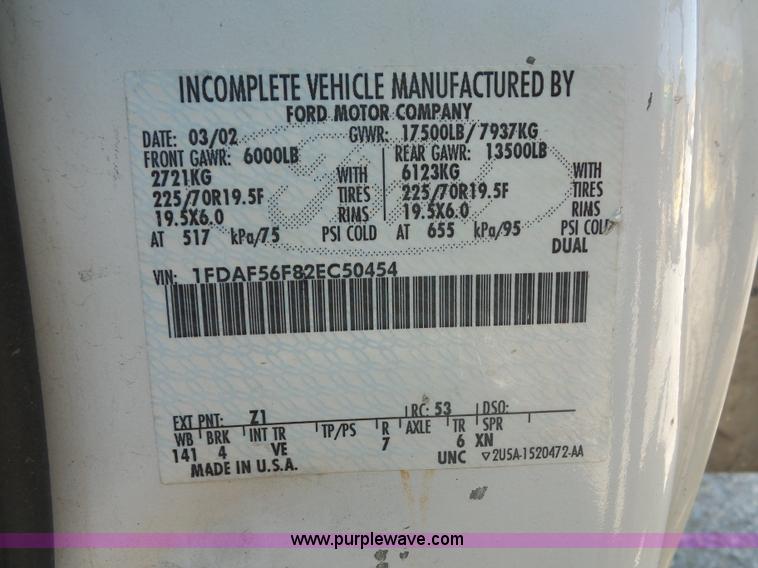 INCOMPLETE VEHICLE MANUFACTURED BY
FORD MOTOR COMPANY
DATE: 03/02 GVWR: 17500LB/7937KG
FRONT GAWR: 6000LB REAR GAWR: 13500LB
2721KG WITH 6123KG WITH
225/70R19.5F TIRES 225/70R19.5F TIRES
19.5X6.0 RIMS 19.5X6.0 RIMS
AT 517 kPa/75 PSI COLD AT 655 kPa/95 PSI COLD
DUAL
VIN: 1FDAF56F82EC50454
EXT PNT: Z1 RC: 53 DSO:
WB BRK INT TR TP/PS R AXLE TR SPR
141 4 VE 7 6 XN
MADE IN U.S.A. UNC ▽2U5A-1520472-AA
www.purplewave.com